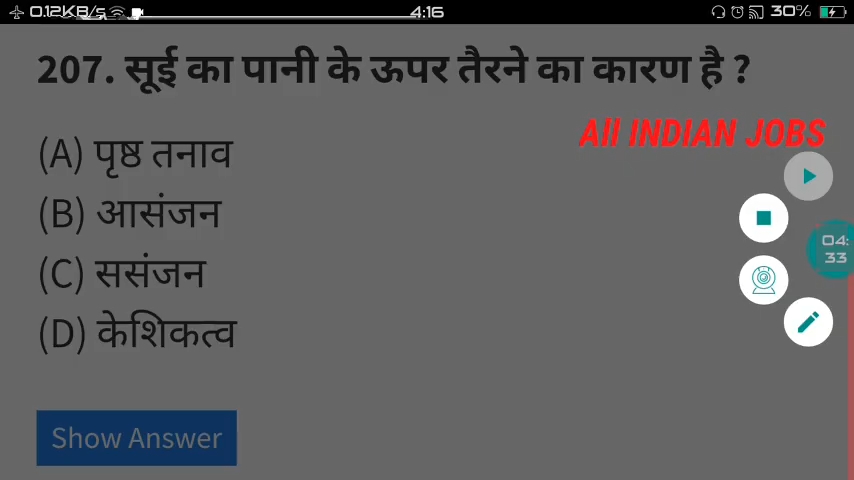 0.12KB/s 4:16 30%
207. सूई का पानी के ऊपर तैरने का कारण है ?
All INDIAN JOBS
(A) पृष्ठ तनाव
(B) आसंजन
(C) ससंजन
(D) केशिकत्व
04:
33
Show Answer